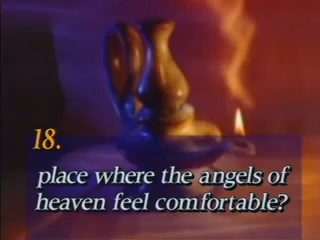 18.
place where the angels of
heaven feel comfortable?